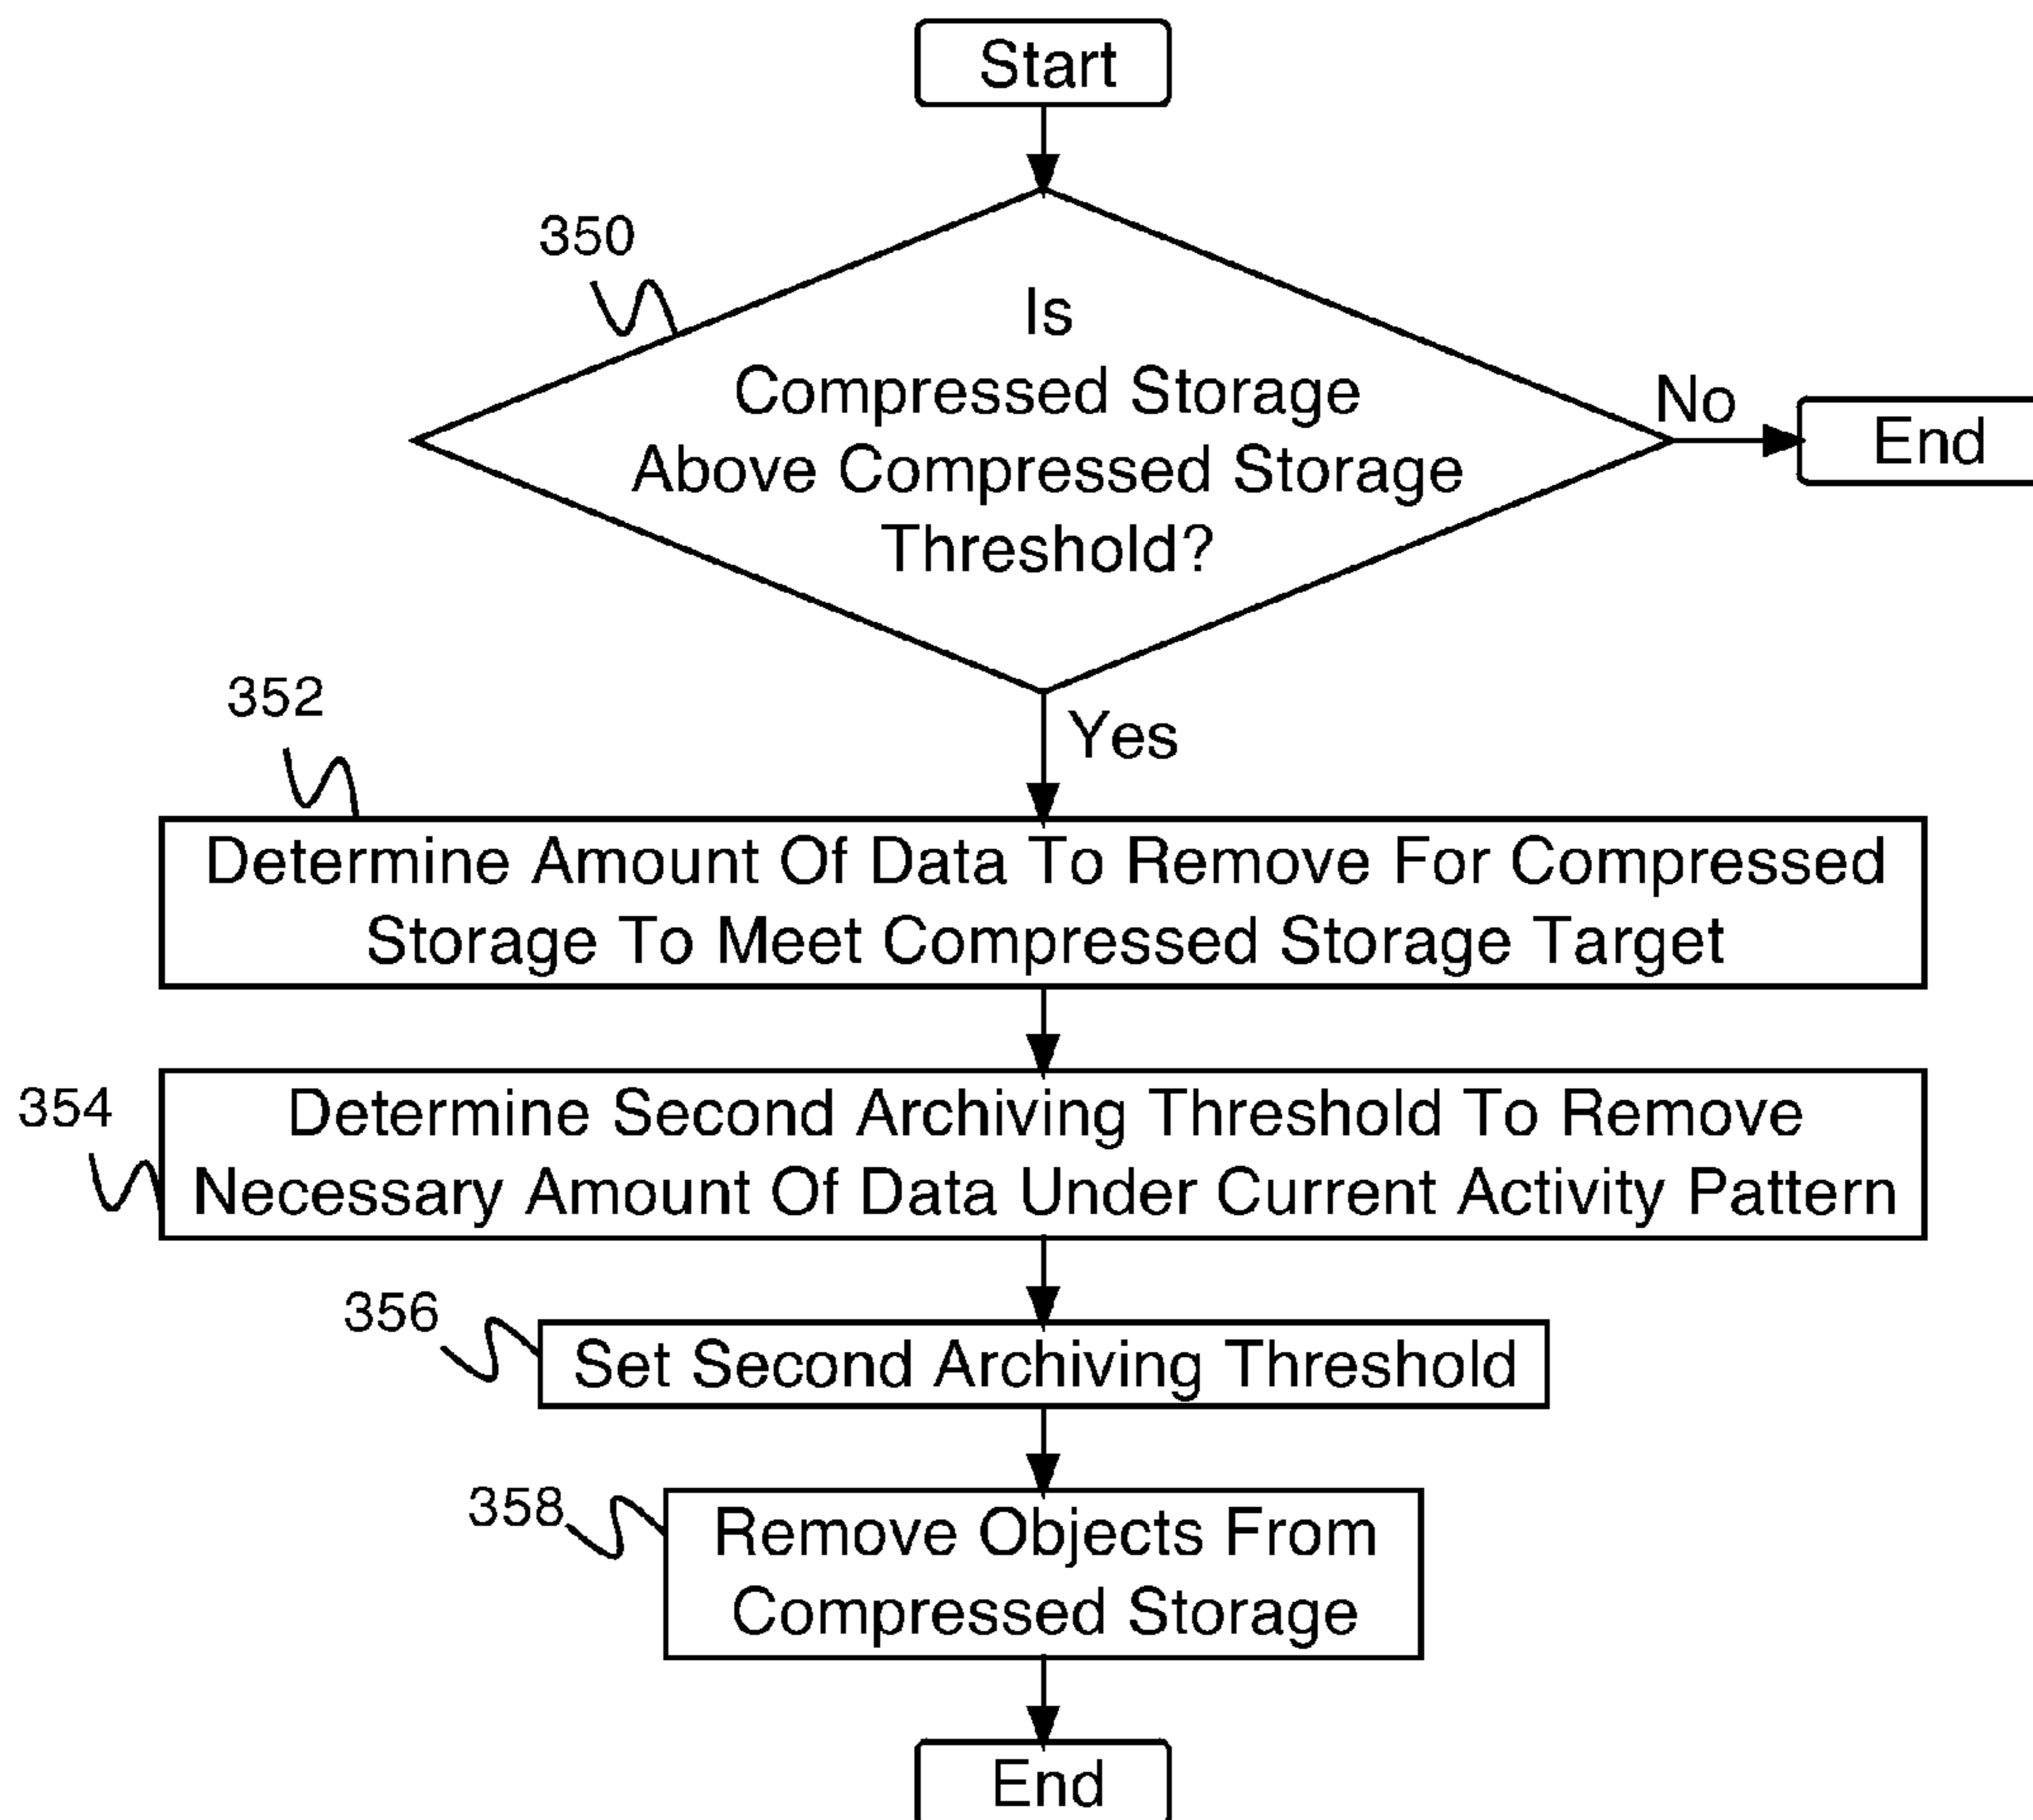 Start
350
Is
Compressed Storage
Above Compressed Storage
Threshold?
No
End
Yes
352
Determine Amount Of Data To Remove For Compressed
Storage To Meet Compressed Storage Target
354
Determine Second Archiving Threshold To Remove
Necessary Amount Of Data Under Current Activity Pattern
356
Set Second Archiving Threshold
358
Remove Objects From
Compressed Storage
End